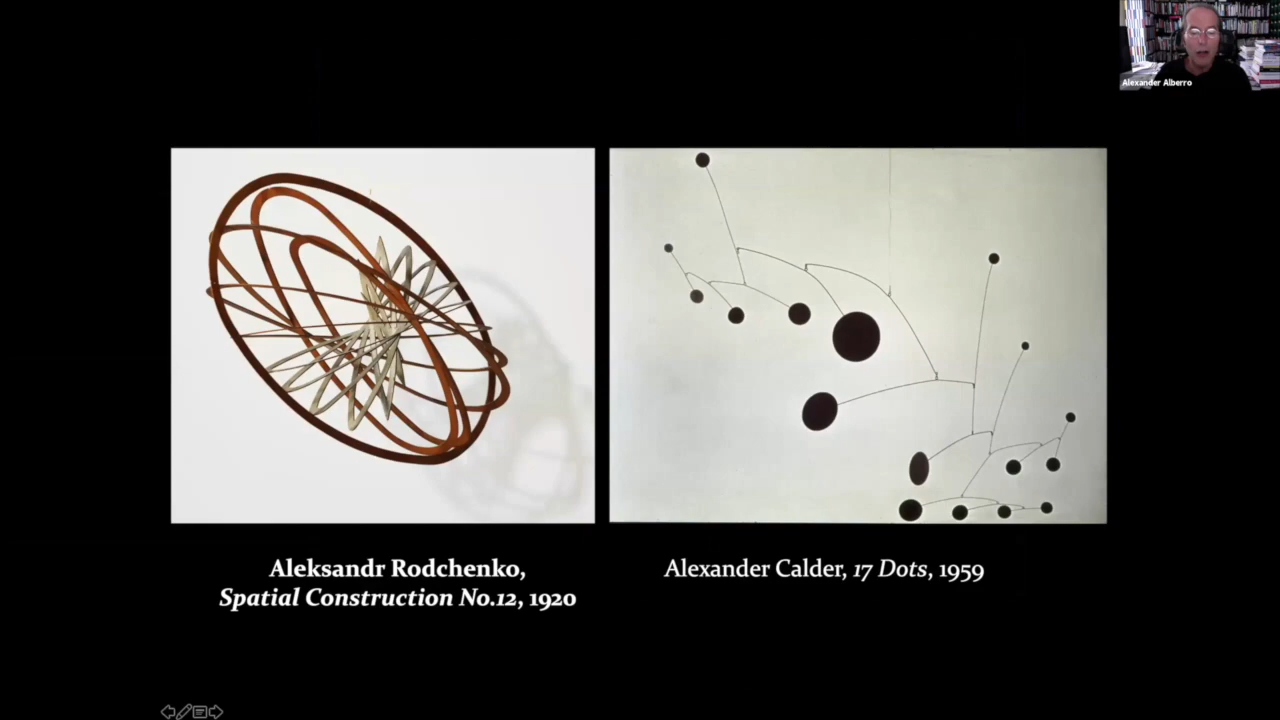 Alexander Alberro
Aleksandr Rodchenko,
Spatial Construction No.12, 1920
Alexander Calder, 17 Dots, 1959